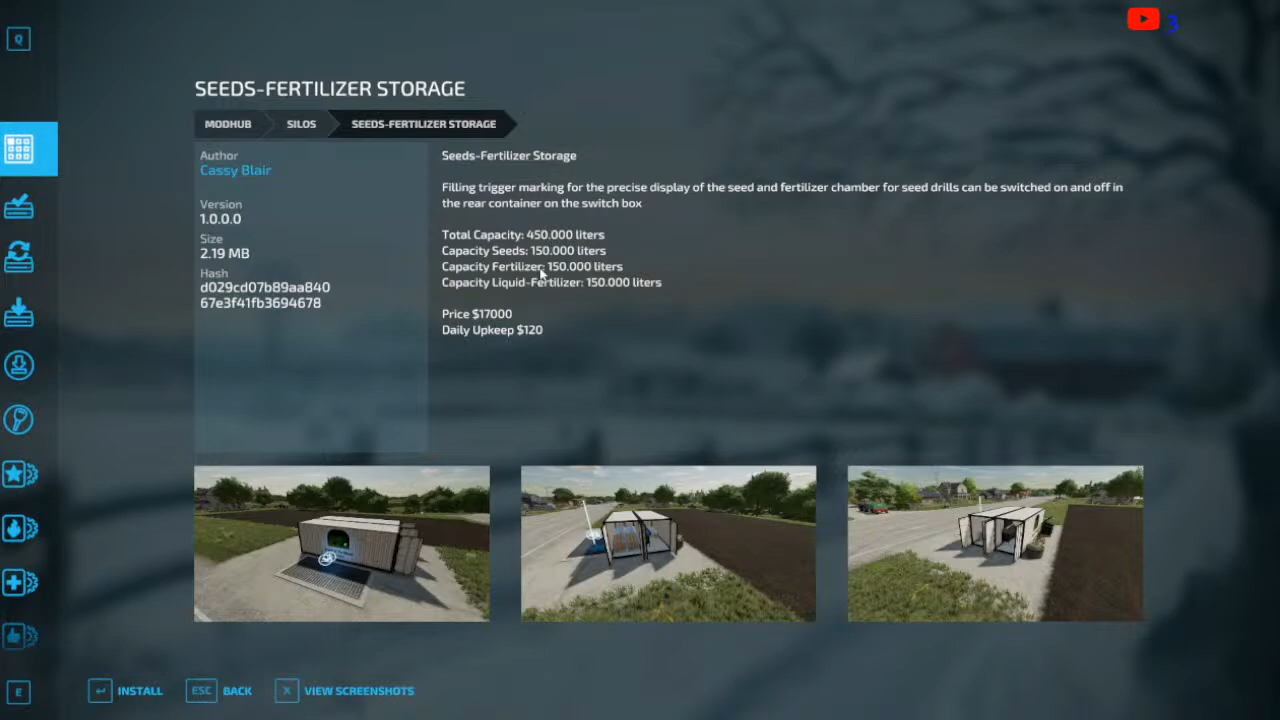 3
Q
SEEDS-FERTILIZER STORAGE
MODHUB SILOS SEEDS-FERTILIZER STORAGE
Author
Cassy Blair
Version
1.0.0.0
Size
2.19 MB
Hash
d029cd07b89aa840
67e3f41fb3694678
Seeds-Fertilizer Storage
Filling trigger marking for the precise display of the seed and fertilizer chamber for seed drills can be switched on and off in
the rear container on the switch box
Total Capacity: 450.000 liters
Capacity Seeds: 150.000 liters
Capacity Fertilizer: 150.000 liters
Capacity Liquid-Fertilizer: 150.000 liters
Price $17000
Daily Upkeep $120
E
INSTALL ESC BACK X VIEW SCREENSHOTS